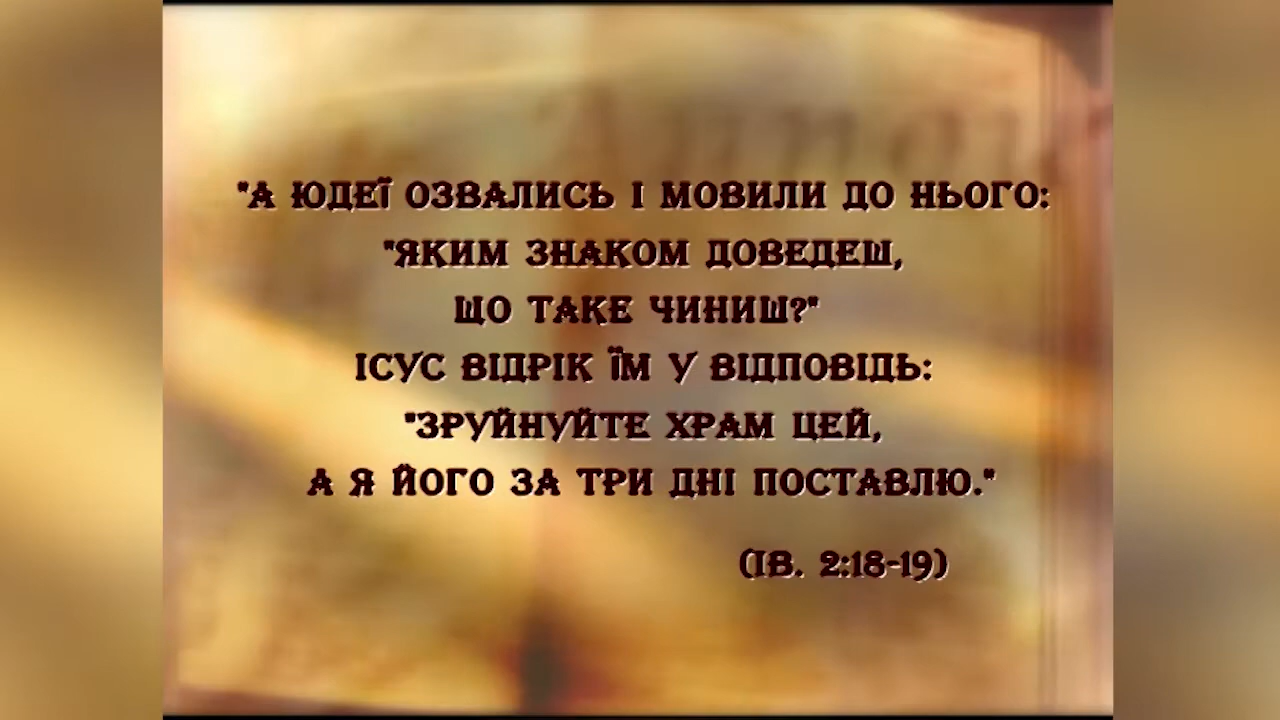 "А ЮДЕЇ ОЗВАЛИСЬ І МОВИЛИ ДО НЬОГО:
"ЯКИМ ЗНАКОМ ДОВЕДЕШ,
ЩО ТАКЕ ЧИНИШ?"
ІСУС ВІДРІК ЇМ У ВІДПОВІДЬ:
"ЗРУЙНУЙТЕ ХРАМ ЦЕЙ,
А Я ЙОГО ЗА ТРИ ДНІ ПОСТАВЛЮ."
(ІВ. 2:18-19)